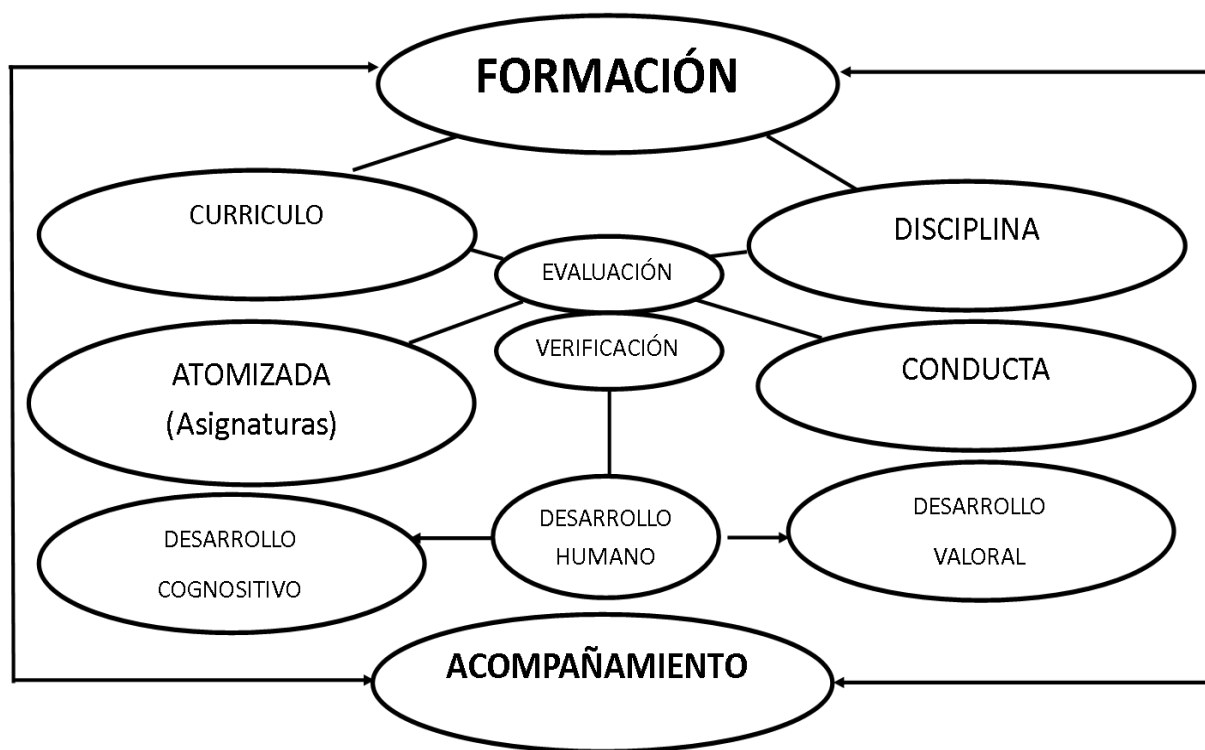 FORMACIÓN
CURRICULO
DISCIPLINA
EVALUACIÓN
VERIFICACIÓN
ATOMIZADA
(Asignaturas)
CONDUCTA
DESARROLLO
COGNOSITIVO
DESARROLLO
HUMANO
DESARROLLO
VALORAL
ACOMPAÑAMIENTO